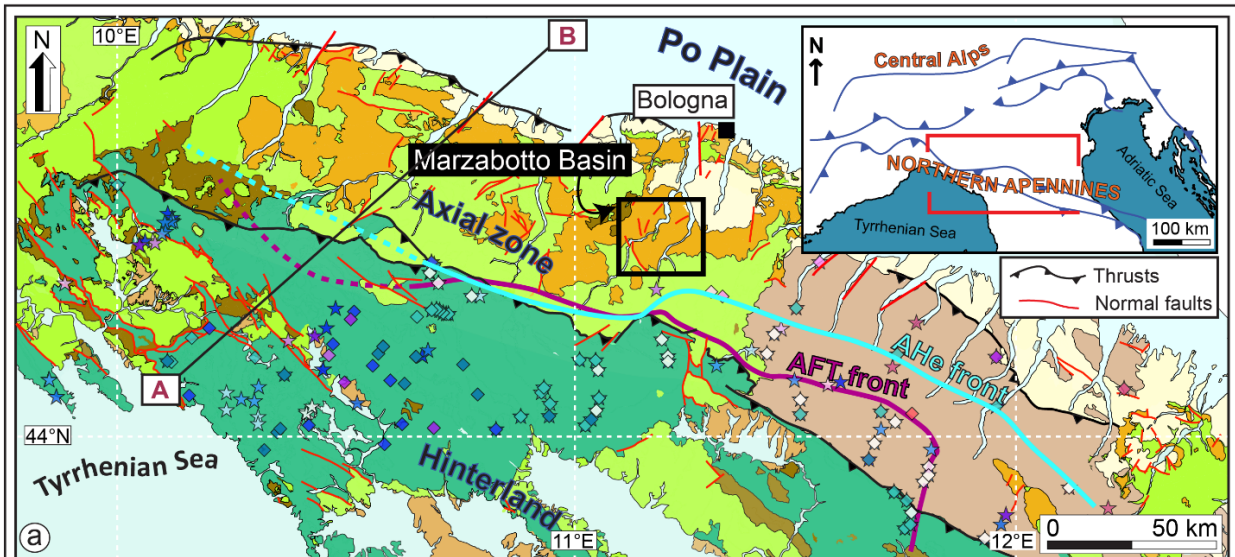 N
10°E
B
Po Plain
Bologna
Marzabotto Basin
Axial zone
A
44°N
Tyrrhenian Sea
Hinterland
AFT front
AHe front
11°E
12°E
0 50 km
a
N
Central Alps
NORTHERN APENNINES
Adriatic Sea
Tyrrhenian Sea
100 km
Thrusts
Normal faults